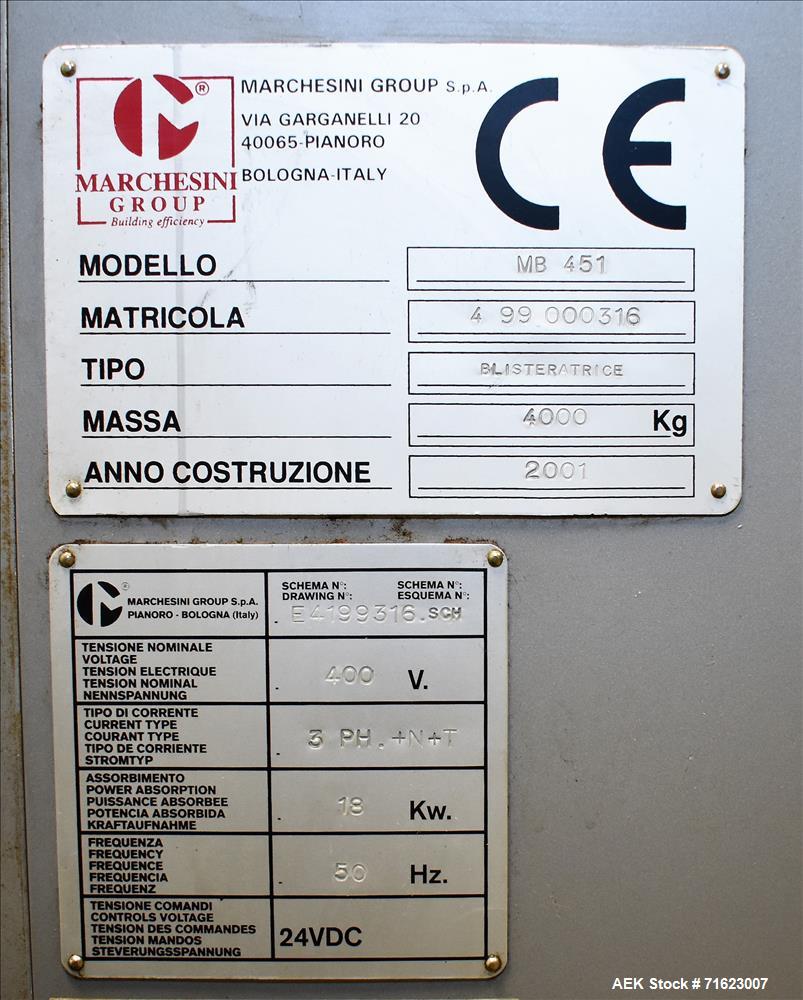 MARCHESINI
GROUP
Building efficiency
®
MARCHESINI GROUP S.p.A.
VIA GARGANELLI 20
40065-PIANORO
BOLOGNA-ITALY
CE
MODELLO MB 451
MATRICOLA 4 99 000316
TIPO BLISTERATRICE
MASSA 4000 Kg
ANNO COSTRUZIONE 2001
®
MARCHESINI GROUP S.p.A.
PIANORO - BOLOGNA (Italy)
SCHEMA N°: SCHEMA N°:
DRAWING N°: ESQUEMA N°:
. E4199316.SCH
TENSIONE NOMINALE
VOLTAGE
TENSION ELECTRIQUE
TENSION NOMINAL
NENNSPANNUNG
. 400 V.
TIPO DI CORRENTE
CURRENT TYPE
COURANT TYPE
TIPO DE CORRIENTE
STROMTYP
. 3 PH.+N+T
ASSORBIMENTO
POWER ABSORPTION
PUISSANCE ABSORBEE
POTENCIA ABSORBIDA
KRAFTAUFNAHME
. 18 Kw.
FREQUENZA
FREQUENCY
FREQUENCE
FRECUENCIA
FREQUENZ
. 50 Hz.
TENSIONE COMANDI
CONTROLS VOLTAGE
TENSION DES COMMANDES
TENSION MANDOS
STEVERUNGSSPANNUNG
24VDC
AEK Stock # 71623007